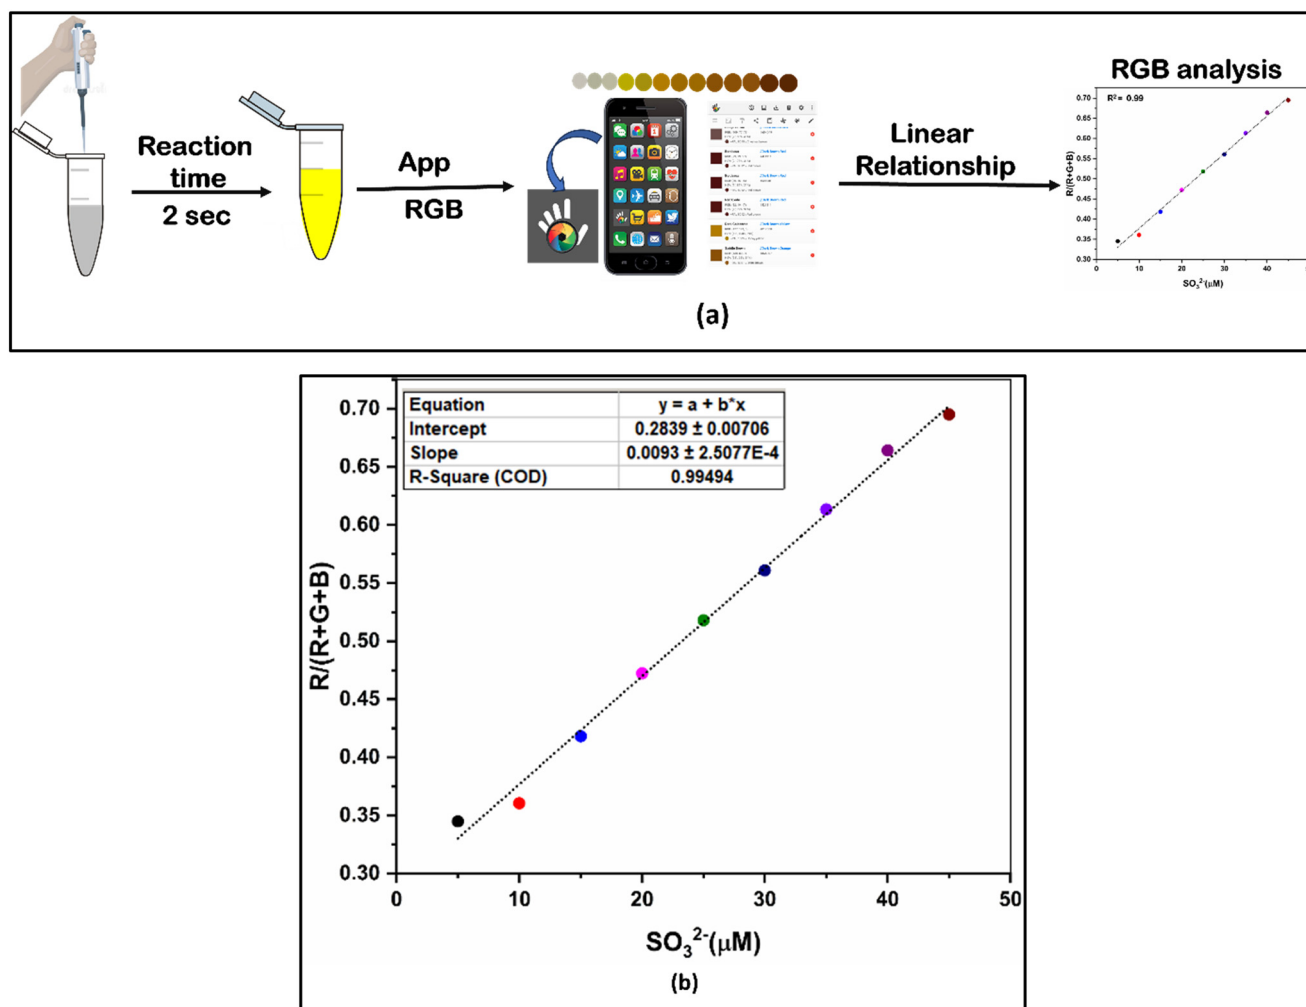 Reaction
time
2 sec
App
RGB
Linear
Relationship
RGB analysis
R² = 0.99
0.70
0.65
0.60
0.55
0.50
0.45
0.40
0.35
0.30
R/(R+G+B)
0 10 20 30 40
SO₃²⁻(μM)
(a)
Equation y = a + b*x
Intercept 0.2839 ± 0.00706
Slope 0.0093 ± 2.5077E-4
R-Square (COD) 0.99494
0.70
0.65
0.60
0.55
0.50
0.45
0.40
0.35
0.30
R/(R+G+B)
0 10 20 30 40 50
SO₃²⁻(μM)
(b)